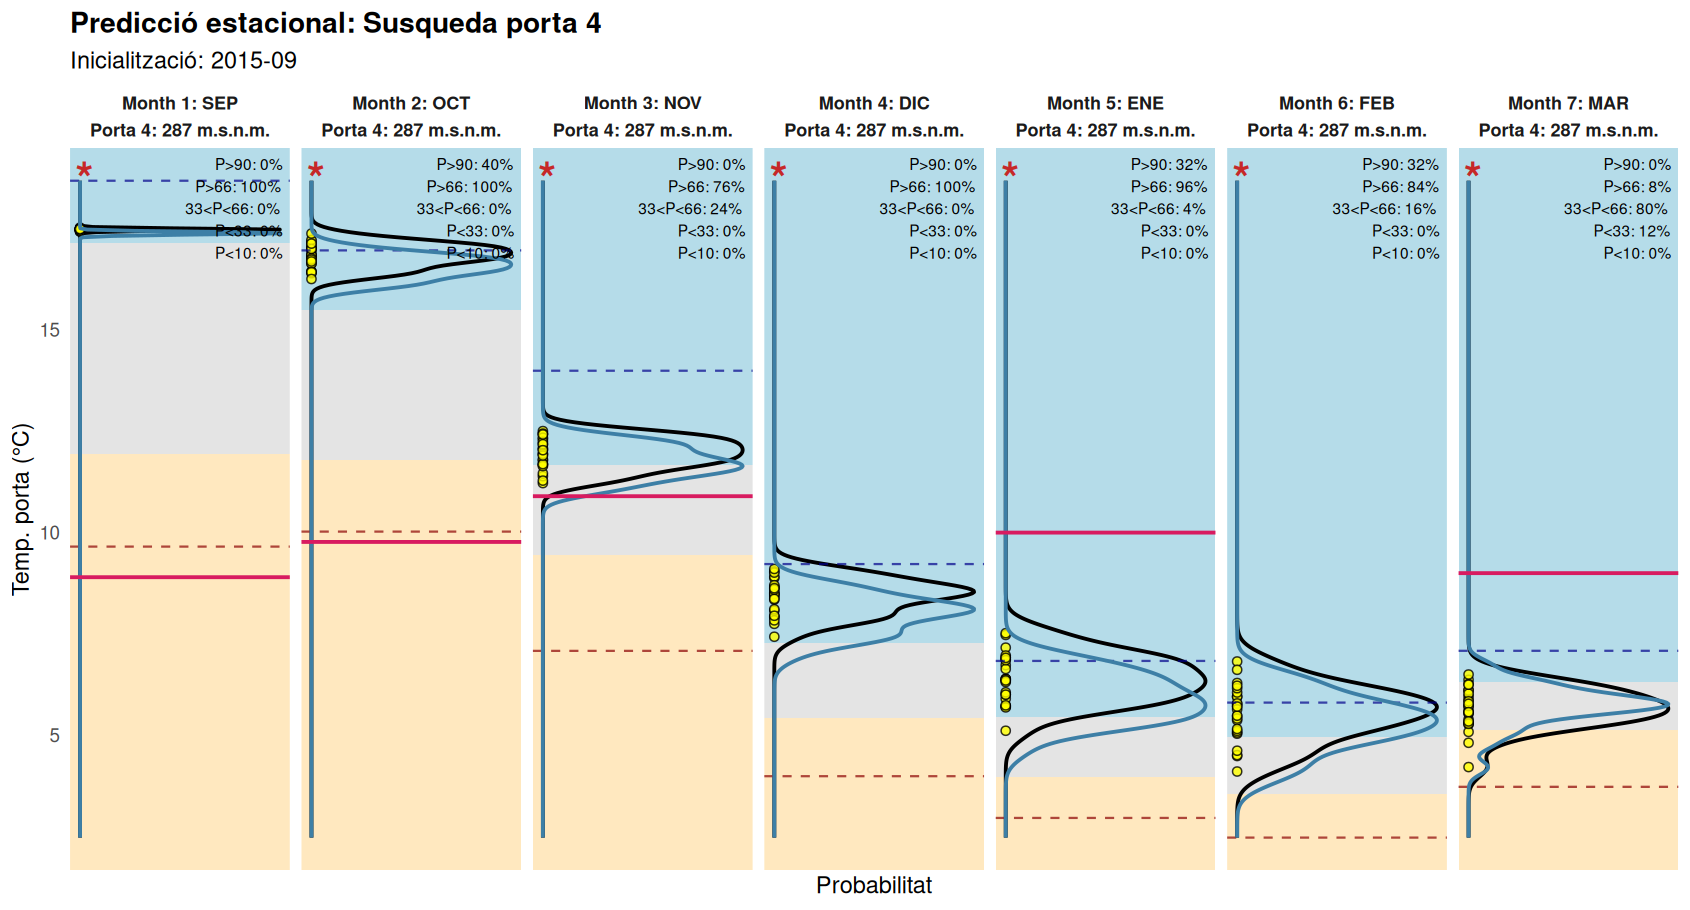 Predicció estacional: Susqueda porta 4
Inicialització: 2015-09
Month 1: SEP
Porta 4: 287 m.s.n.m.
Month 2: OCT
Porta 4: 287 m.s.n.m.
Month 3: NOV
Porta 4: 287 m.s.n.m.
Month 4: DIC
Porta 4: 287 m.s.n.m.
Month 5: ENE
Porta 4: 287 m.s.n.m.
Month 6: FEB
Porta 4: 287 m.s.n.m.
Month 7: MAR
Porta 4: 287 m.s.n.m.
*
P>90: 0%
P>66: 100%
33<P<66: 0%
P<33: 0%
P<10: 0%
*
P>90: 40%
P>66: 100%
33<P<66: 0%
P<33: 0%
P<10: 0%
*
P>90: 0%
P>66: 76%
33<P<66: 24%
P<33: 0%
P<10: 0%
*
P>90: 0%
P>66: 100%
33<P<66: 0%
P<33: 0%
P<10: 0%
*
P>90: 32%
P>66: 96%
33<P<66: 4%
P<33: 0%
P<10: 0%
*
P>90: 32%
P>66: 84%
33<P<66: 16%
P<33: 0%
P<10: 0%
*
P>90: 0%
P>66: 8%
33<P<66: 80%
P<33: 12%
P<10: 0%
15
10
5
Temp. porta (°C)
Probabilitat